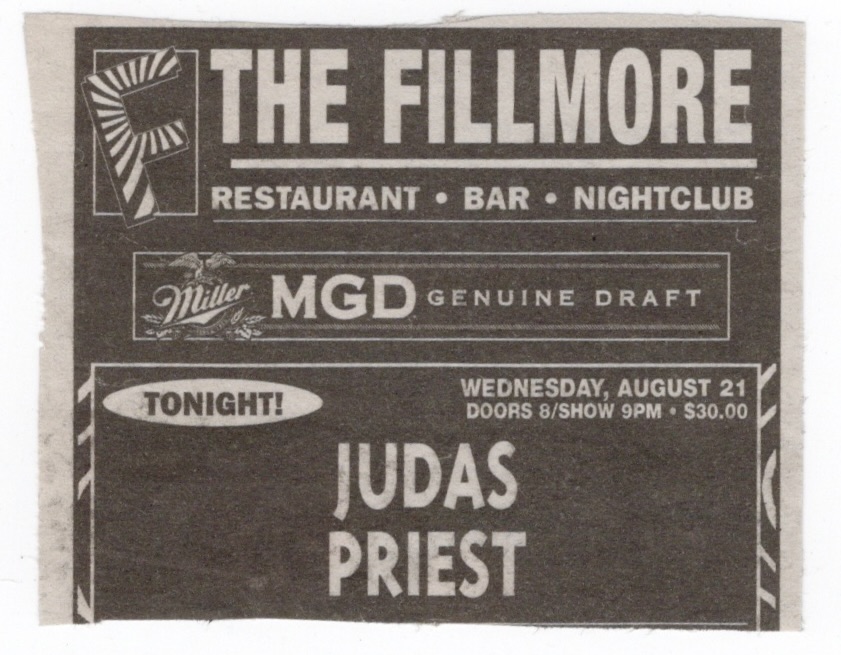 F THE FILLMORE
RESTAURANT • BAR • NIGHTCLUB
Miller MGD GENUINE DRAFT
TONIGHT!
WEDNESDAY, AUGUST 21
DOORS 8/SHOW 9PM • $30.00
JUDAS
PRIEST